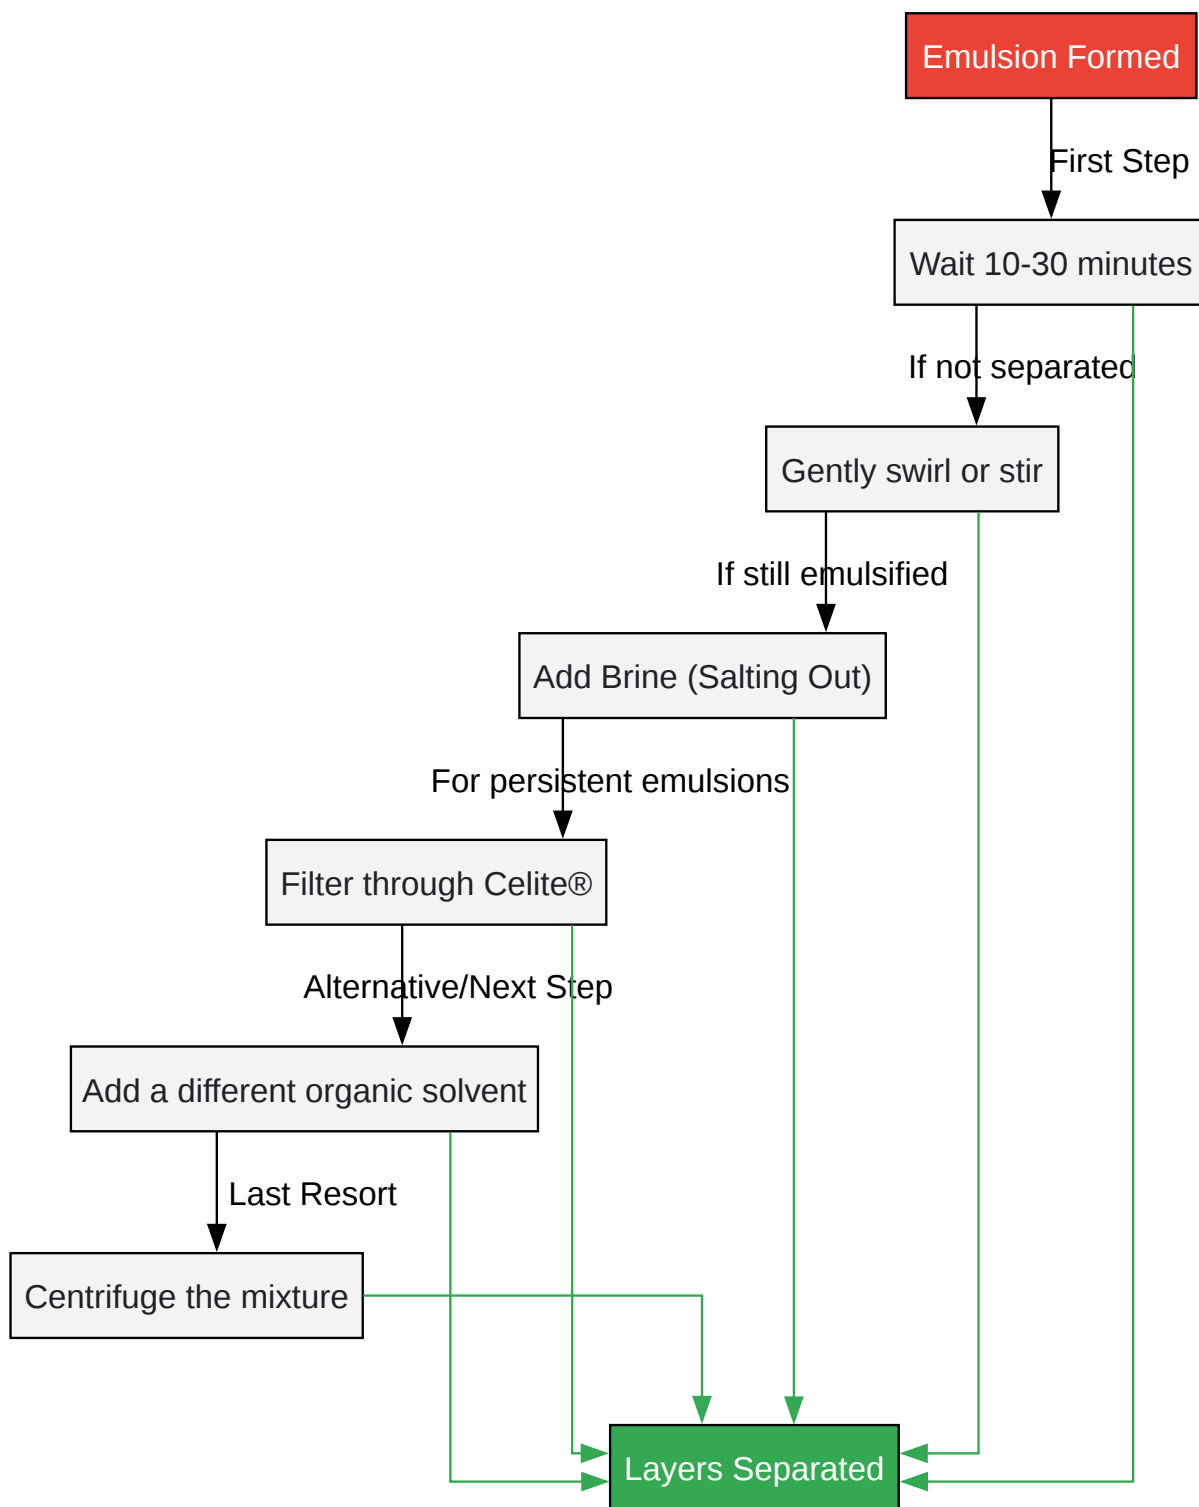 Emulsion Formed
First Step
Wait 10-30 minutes
If not separated
Gently swirl or stir
If still emulsified
Add Brine (Salting Out)
For persistent emulsions
Filter through Celite®
Alternative/Next Step
Add a different organic solvent
Last Resort
Centrifuge the mixture
Layers Separated